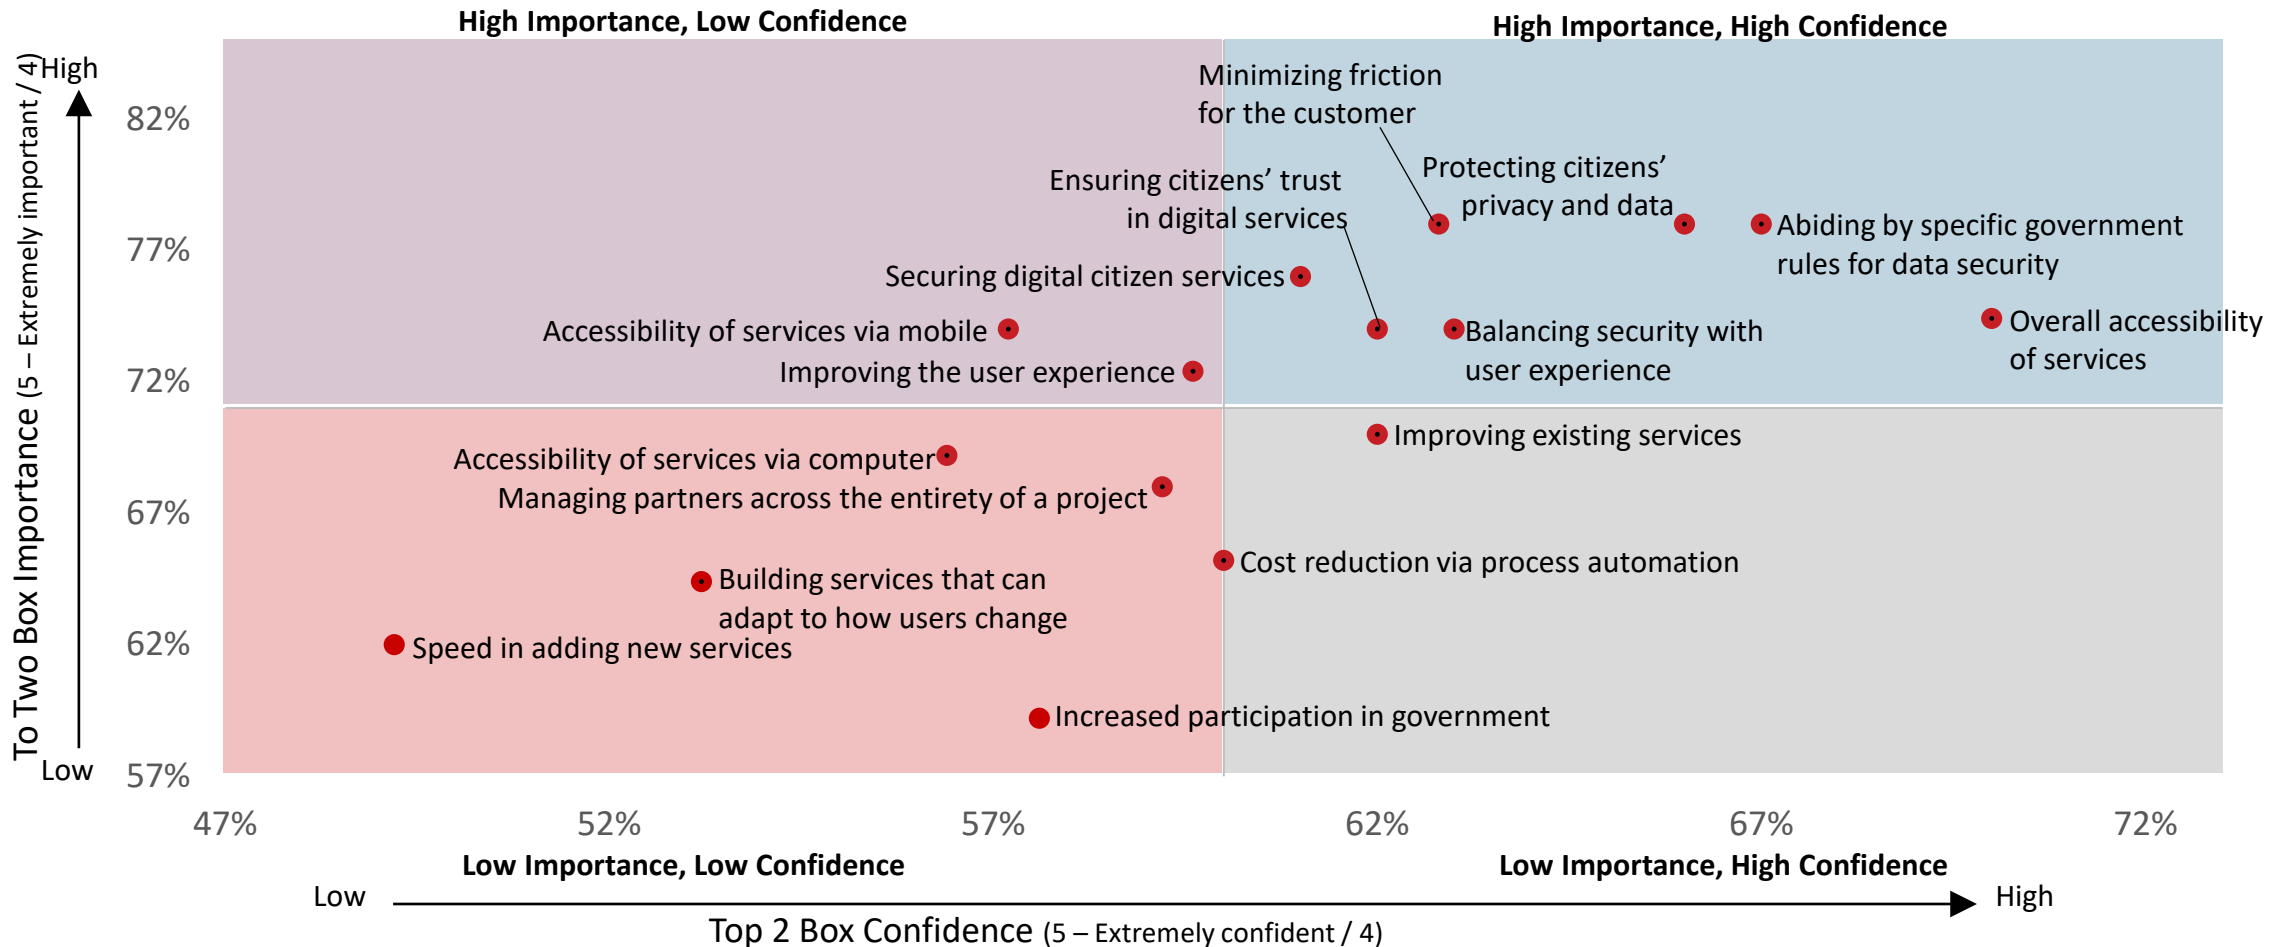 High Importance, Low Confidence
High Importance, High Confidence
To Two Box Importance (5 – Extremely important / 4)
High
Low
82%
77%
72%
67%
62%
57%
Minimizing friction
for the customer
Protecting citizens’
privacy and data
Ensuring citizens’ trust
in digital services
Abiding by specific government
rules for data security
Securing digital citizen services
Accessibility of services via mobile
Balancing security with
user experience
Overall accessibility
of services
Improving the user experience
Improving existing services
Accessibility of services via computer
Managing partners across the entirety of a project
Cost reduction via process automation
Building services that can
adapt to how users change
Speed in adding new services
Increased participation in government
47%
52%
57%
62%
67%
72%
Low Importance, Low Confidence
Low Importance, High Confidence
Low
High
Top 2 Box Confidence (5 – Extremely confident / 4)